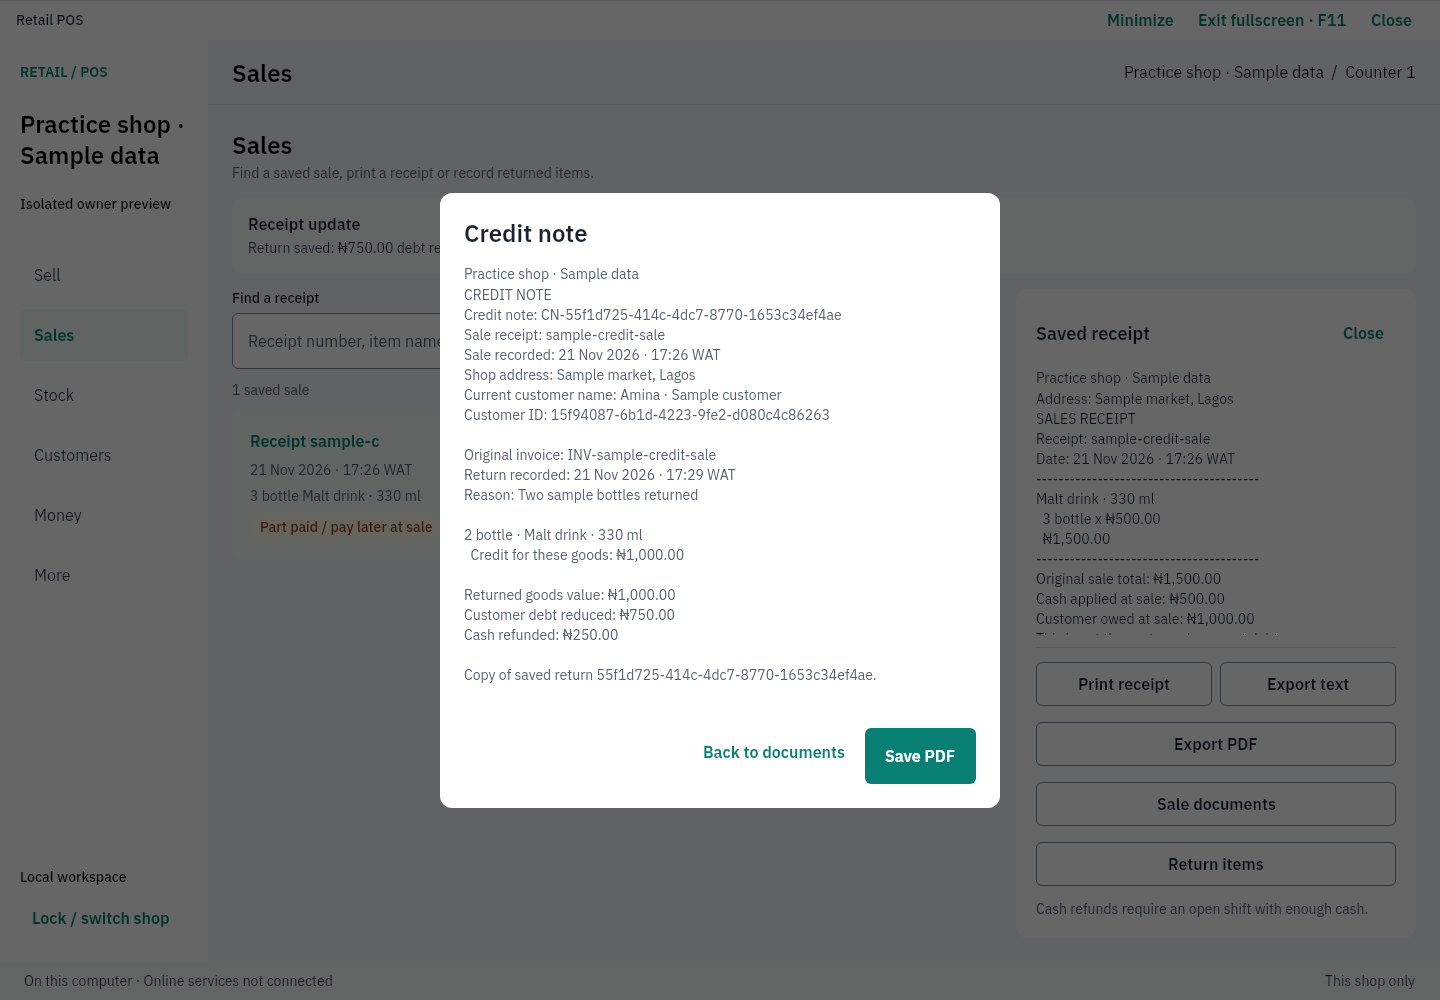 Retail POS
Minimize
Exit fullscreen · F11
Close
RETAIL / POS
Practice shop ·
Sample data
Isolated owner preview
Sell
Sales
Stock
Customers
Money
More
Local workspace
Lock / switch shop
Sales
Practice shop · Sample data / Counter 1
Sales
Find a saved sale, print a receipt or record returned items.
Receipt update
Return saved: ₦750.00 debt
Find a receipt
Receipt number, item name
1 saved sale
Receipt sample-c
21 Nov 2026 · 17:26 WAT
3 bottle Malt drink · 330 ml
Part paid / pay later at sale
Credit note
Practice shop · Sample data
CREDIT NOTE
Credit note: CN-55f1d725-414c-4dc7-8770-1653c34ef4ae
Sale receipt: sample-credit-sale
Sale recorded: 21 Nov 2026 · 17:26 WAT
Shop address: Sample market, Lagos
Current customer name: Amina · Sample customer
Customer ID: 15f94087-6b1d-4223-9fe2-d080c4c86263
Original invoice: INV-sample-credit-sale
Return recorded: 21 Nov 2026 · 17:29 WAT
Reason: Two sample bottles returned
2 bottle · Malt drink · 330 ml
Credit for these goods: ₦1,000.00
Returned goods value: ₦1,000.00
Customer debt reduced: ₦750.00
Cash refunded: ₦250.00
Copy of saved return 55f1d725-414c-4dc7-8770-1653c34ef4ae.
Back to documents
Save PDF
Saved receipt
Close
Practice shop · Sample data
Address: Sample market, Lagos
SALES RECEIPT
Receipt: sample-credit-sale
Date: 21 Nov 2026 · 17:26 WAT
----------------------------------------
Malt drink · 330 ml
3 bottle x ₦500.00
₦1,500.00
----------------------------------------
Original sale total: ₦1,500.00
Cash applied at sale: ₦500.00
Customer owed at sale: ₦1,000.00
Print receipt
Export text
Export PDF
Sale documents
Return items
Cash refunds require an open shift with enough cash.
On this computer · Online services not connected
This shop only